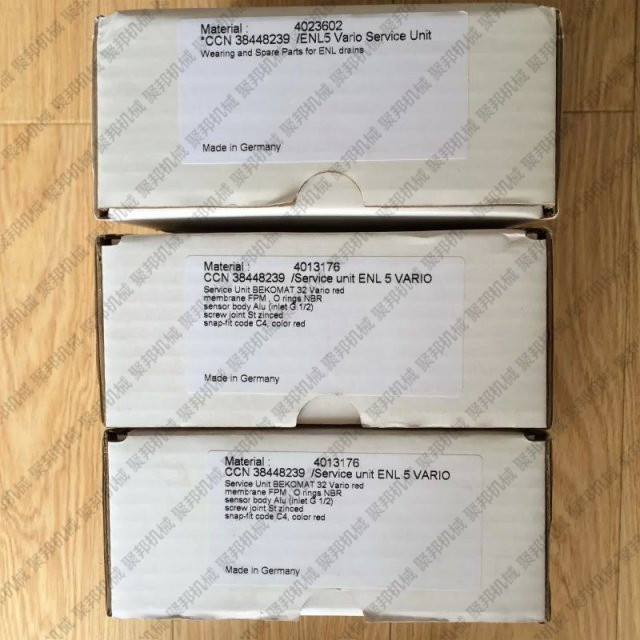 Material : 4023602
*CCN 38448239 /ENL5 Vario Service Unit
Wearing and Spare Parts for ENL drains
Made in Germany
Material : 4013176
CCN 38448239 /Service unit ENL 5 VARIO
Service Unit BEKOMAT 32 Vario red
membrane FPM , O rings NBR
sensor body Alu (inlet G 1/2)
screw joint St zinced
snap-fit code C4, color red
Made in Germany
Material : 4013176
CCN 38448239 /Service unit ENL 5 VARIO
Service Unit BEKOMAT 32 Vario red
membrane FPM , O rings NBR
sensor body Alu (inlet G 1/2)
screw joint St zinced
snap-fit code C4, color red
Made in Germany
聚邦机械